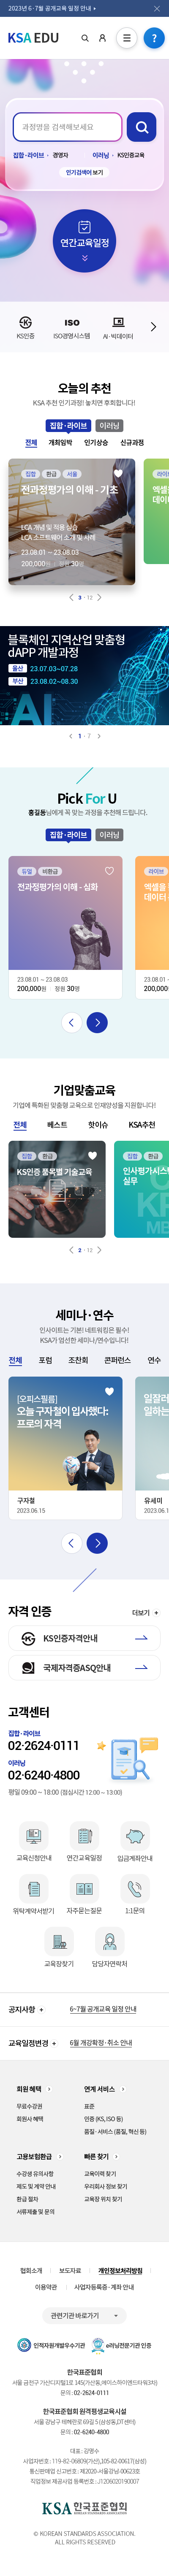 2023년 6·7월 공개교육 일정 안내
KSA EDU
?
과정명을 검색해보세요
집합·라이브 · 경영자
이러닝 · KS인증교육
인기검색어 보기
연간교육일정
KS인증
ISO
ISO경영시스템
AI·빅데이터
오늘의 추천
KSA 추천 인기과정! 놓치면 후회합니다!
집합·라이브 이러닝
전체 개최임박 인기상승 신규과정
집합 환급 서울
전과정평가의 이해 - 기초
LCA 개념 및 적용 실습
LCA 소프트웨어 소개 및 사례
23.08.01 ~ 23.08.03
200,000원 정원 30명
라이브
엑셀을
데이터
3 · 12
블록체인 지역산업 맞춤형
dAPP 개발과정
울산 23.07.03~07.28
부산 23.08.02~08.30
AI
1 · 7
Pick For U
홍길동님에게 꼭 맞는 과정을 추천해 드립니다.
집합·라이브 이러닝
듀얼 비환급
전과정평가의 이해 - 심화
23.08.01 ~ 23.08.03
200,000원 정원 30명
라이브
엑셀을
데이터
23.08.01
200,000
기업맞춤교육
기업에 특화된 맞춤형 교육으로 인재양성을 지원합니다!
전체 베스트 핫이슈 KSA추천
집합 환급
KS인증 품목별 기술교육
집합 환급
인사평가시스
실무
2 · 12
세미나·연수
인사이트는 기본! 네트워킹은 필수!
KSA가 엄선한 세미나/연수입니다!
전체 포럼 조찬회 콘퍼런스 연수
[오피스필름]
오늘 구직할이 입사했다:
프로의 자격
구자철
2023.06.15
일잘러
일하는
유세미
2023.06.1
자격 인증
더보기 +
KS인증자격안내
국제자격증ASQ안내
고객센터
집합·라이브
02·2624·0111
이러닝
02·6240·4800
평일 09:00 ~ 18:00 (점심시간 12:00 ~ 13:00)
교육신청안내 연간교육일정 입금계좌안내
위탁계약서받기 자주묻는질문 1:1문의
교육장찾기 담당자연락처
공지사항 + 6~7월 공개교육 일정 안내
교육일정변경 + 6월 개강확정·취소 안내
회원 혜택
무료수강권
회원사 혜택
연계 서비스
표준
인증 (KS, ISO 등)
품질·서비스 (품질, 혁신 등)
고용보험환급
수강생 유의사항
제도 및 계약 안내
환급 절차
서류제출 및 문의
빠른 찾기
교육이력 찾기
우리회사 정보 찾기
교육장 위치 찾기
협회소개 보도자료 개인정보처리방침
이용약관 사업자등록증·계좌 안내
관련기관 바로가기
인적자원개발우수기관
e러닝전문기관 인증
한국표준협회
서울 금천구 가산디지털1로 145(가산동,에이스하이엔드타워3차)
문의 : 02-2624-0111
한국표준협회 원격평생교육시설
서울 강남구 테헤란로 69길 5 (삼성동,DT센터)
문의 : 02-6240-4800
대표 : 강명수
사업자번호 : 119-82-06809(가산),105-82-00617(삼성)
통신판매업 신고번호 : 제2020-서울강남-00623호
직업정보 제공사업 등록번호 : J1206020190007
KSA 한국표준협회
© KOREAN STANDARDS ASSOCIATION.
ALL RIGHTS RESERVED